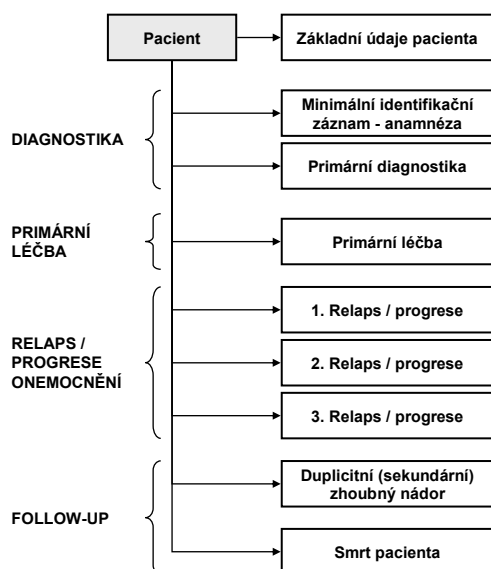 Pacient
Základní údaje pacienta
DIAGNOSTIKA
Minimální identifikační
záznam - anamnéza
Primární diagnostika
PRIMÁRNÍ
LÉČBA
Primární léčba
RELAPS /
PROGRESE
ONEMOCNĚNÍ
1. Relaps / progrese
2. Relaps / progrese
3. Relaps / progrese
FOLLOW-UP
Duplicitní (sekundární)
zhoubný nádor
Smrt pacienta